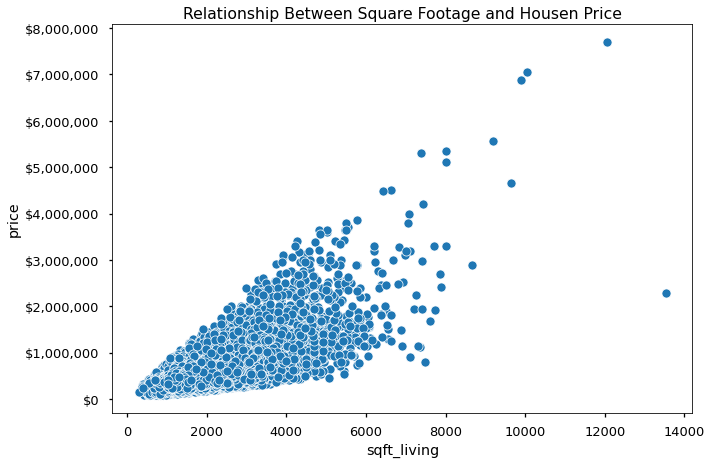 Relationship Between Square Footage and Housen Price
$8,000,000
$7,000,000
$6,000,000
$5,000,000
$4,000,000
$3,000,000
$2,000,000
$1,000,000
$0
price
0 2000 4000 6000 8000 10000 12000 14000
sqft_living